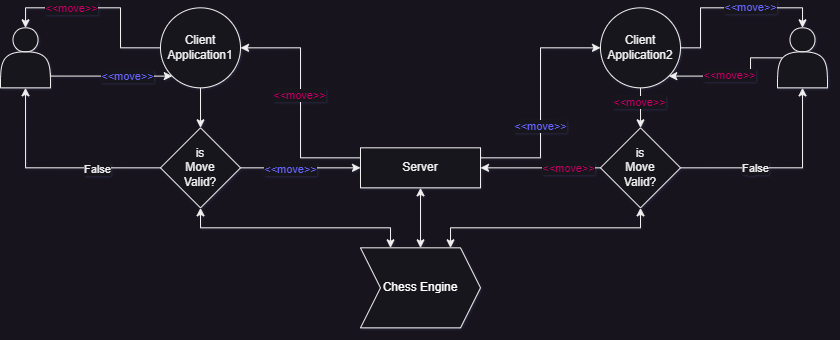 <<move>>
Client
Application1
<<move>>
<<move>>
is
Move
Valid?
False
<<move>>
Server
<<move>>
Client
Application2
<<move>>
<<move>>
<<move>>
is
Move
Valid?
<<move>>
False
Chess Engine